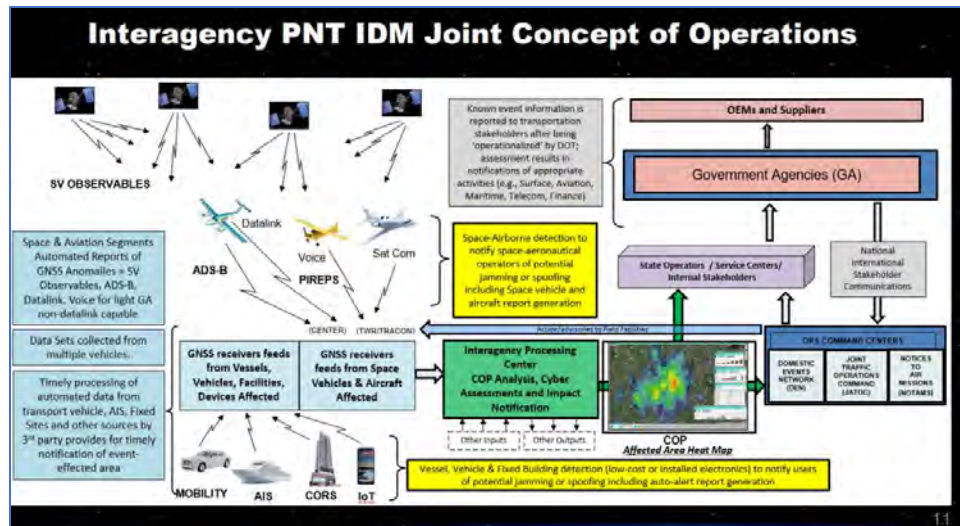 Interagency PNT IDM Joint Concept of Operations
SV OBSERVABLES
Known event information is
reported to transportation
stakeholders after being
'operationalized' by DOT;
assessment results in
notifications of appropriate
activities (e.g., Surface, Aviation,
Maritime, Telecom, Finance)
OEMs and Suppliers
Government Agencies (GA)
Datalink
Voice
Sat Com
ADS-B
PIREPS
Space & Aviation Segments
Automated Reports of
GNSS Anomalies = SV
Observables, ADS-B,
Datalink. Voice for light GA
non-datalink capable
Space-Airborne detection to
notify space-aeronautical
operators of potential
jamming or spoofing
including Space vehicle and
aircraft report generation
State Operators / Service Centers/
Internal Stakeholders
National
International
Stakeholder
Communications
(CENTER)
(TWR/TRACON)
Action/advisories to Field Facilities
Data Sets collected from
multiple vehicles.
GNSS receivers feeds
from Vessels,
Vehicles, Facilities,
Devices Affected
GNSS receivers
feeds from Space
Vehicles & Aircraft
Affected
Interagency Processing
Center
COP Analysis, Cyber
Assessments and Impact
Notification
OPS COMMAND CENTERS
DOMESTIC
EVENTS
NETWORK
(DEN)
JOINT
TRAFFIC
OPERATIONS
COMMAND
(JATOC)
NOTICES
TO
AIR
MISSIONS
(NOTAMS)
Timely processing of
automated data from
transport vehicle, AIS, Fixed
Sites and other sources by
3rd party provides for timely
notification of event-
effected area
Other Inputs
Other Outputs
COP
Affected Area Heat Map
MOBILITY
AIS
CORS
IoT
Vessel, Vehicle & Fixed Building detection (low-cost or installed electronics) to notify users
of potential jamming or spoofing including auto-alert report generation
11